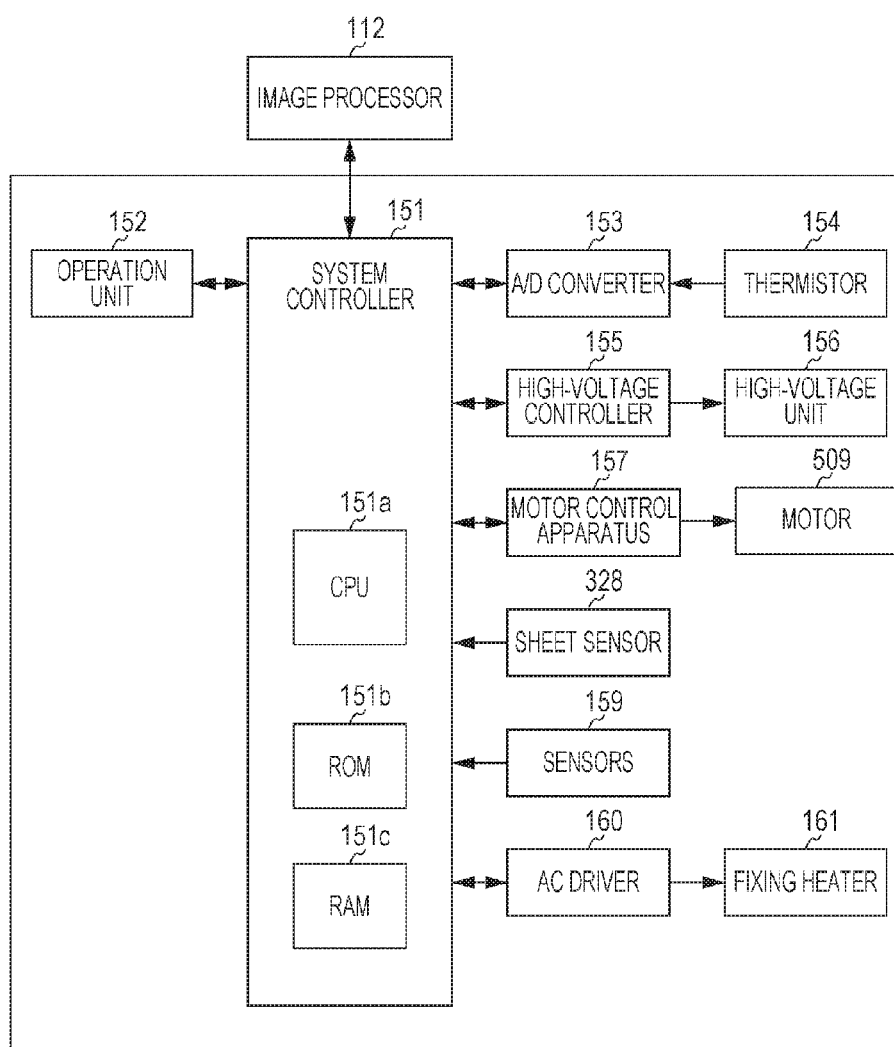 112
IMAGE PROCESSOR
152
OPERATION
UNIT
151
SYSTEM
CONTROLLER
153
A/D CONVERTER
154
THERMISTOR
155
HIGH-VOLTAGE
CONTROLLER
156
HIGH-VOLTAGE
UNIT
157
MOTOR CONTROL
APPARATUS
509
MOTOR
151a
CPU
328
SHEET SENSOR
151b
ROM
159
SENSORS
151c
RAM
160
AC DRIVER
161
FIXING HEATER